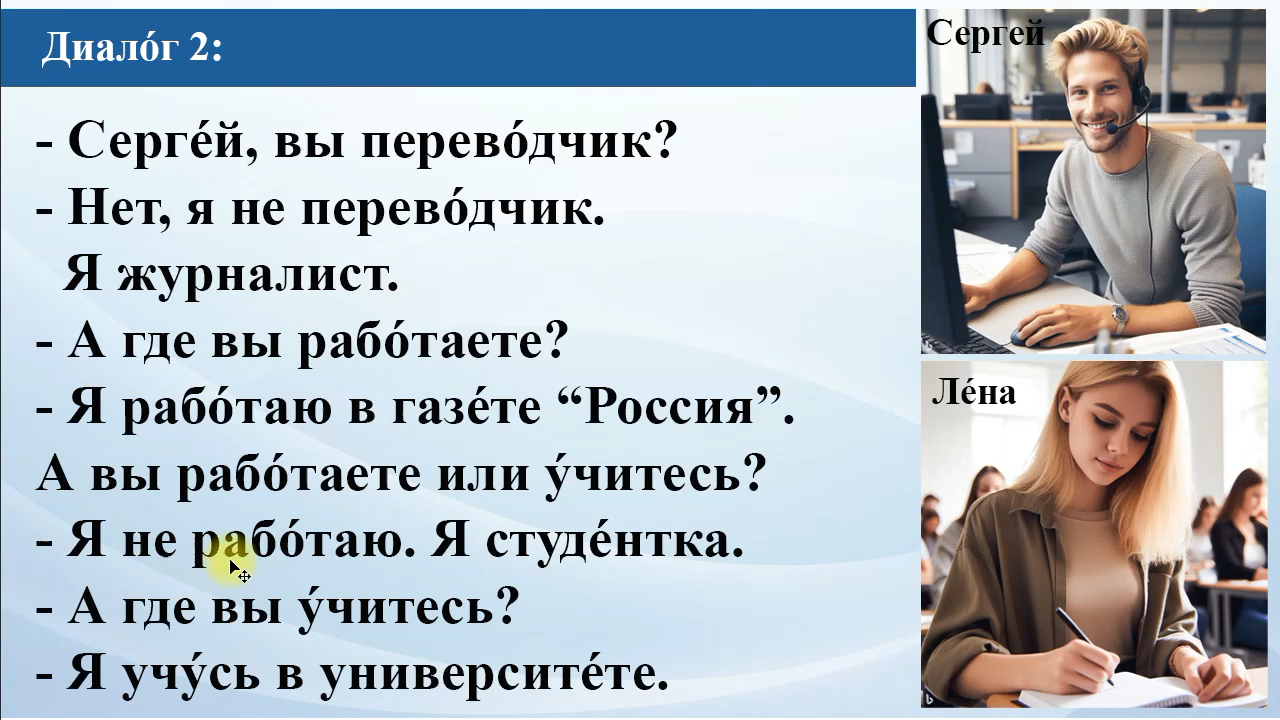 Диало́г 2:
- Серге́й, вы перево́дчик?
- Нет, я не перево́дчик.
Я журналист.
- А где вы рабо́таете?
- Я рабо́таю в газе́те “Россия”.
А вы рабо́таете или у́читесь?
- Я не рабо́таю. Я студе́нтка.
- А где вы у́читесь?
- Я учу́сь в университе́те.
Сергей
Ле́на